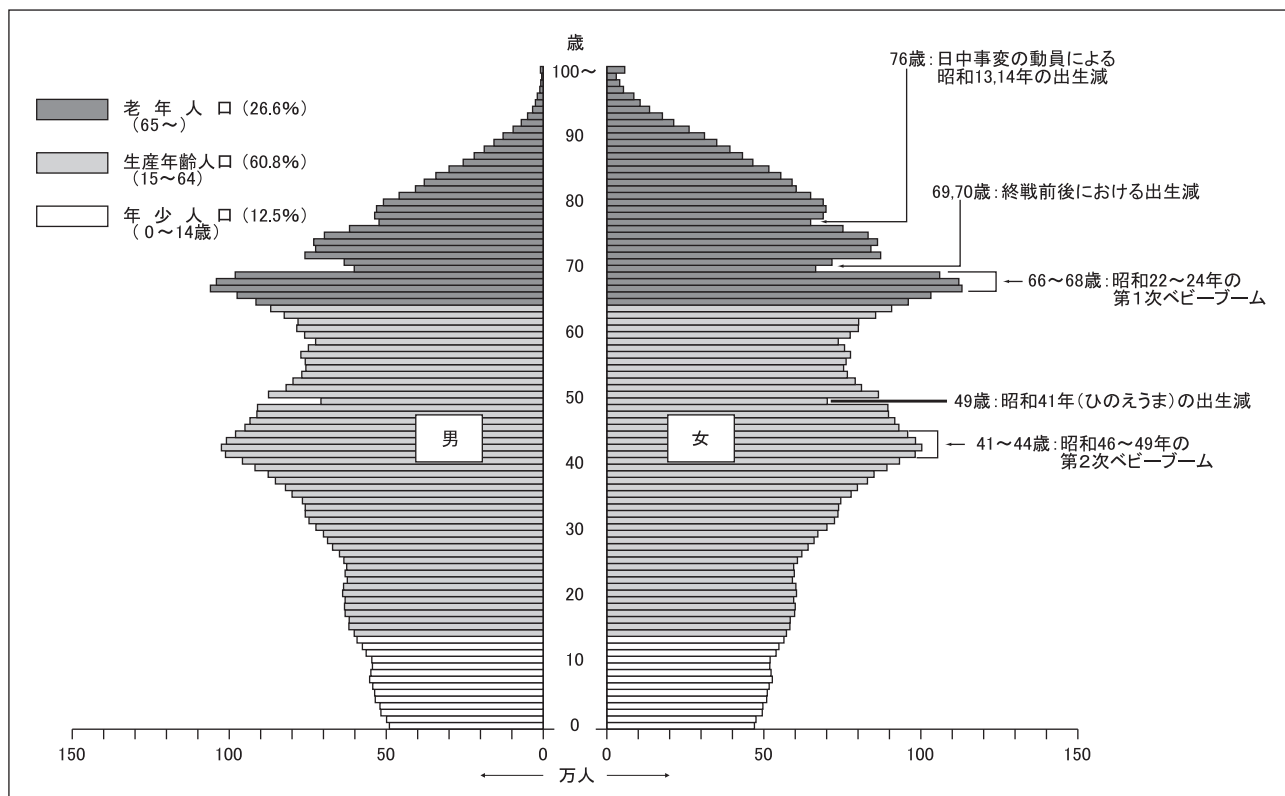 歳
100～
90
80
70
60
50
40
30
20
10
0
老年人口(26.6%)
(65～)
生産年齢人口(60.8%)
(15～64)
年少人口(12.5%)
(0～14歳)
男
女
76歳：日中事変の動員による
昭和13,14年の出生減
69,70歳：終戦前後における出生減
66～68歳：昭和22～24年の
第1次ベビーブーム
49歳：昭和41年(ひのえうま)の出生減
41～44歳：昭和46～49年の
第2次ベビーブーム
150 100 50 0
0 50 100 150
万人